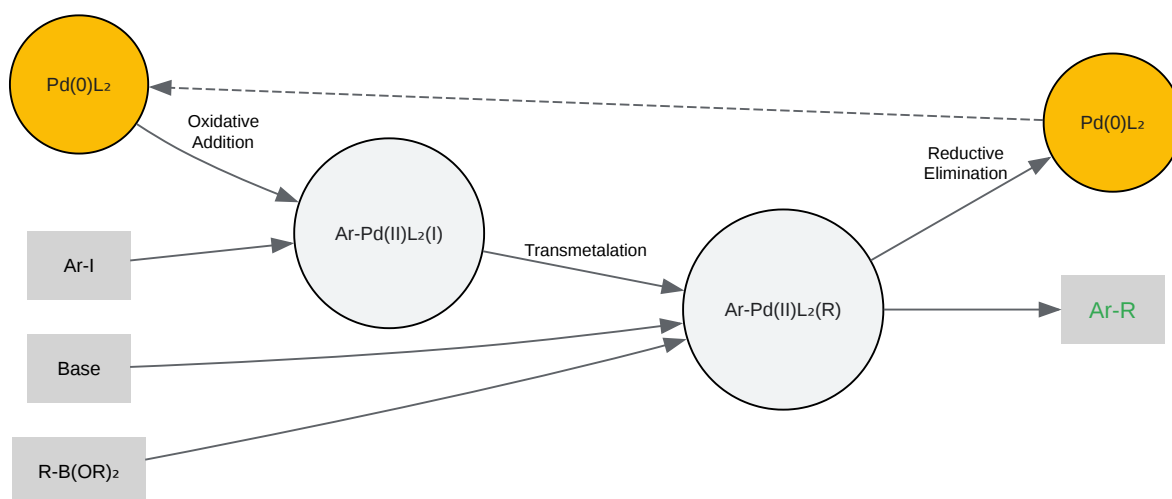 Pd(0)L₂
Pd(0)L₂
Oxidative
Addition
Reductive
Elimination
Ar-Pd(II)L₂(I)
Transmetalation
Ar-I
Ar-Pd(II)L₂(R)
Ar-R
Base
R-B(OR)₂